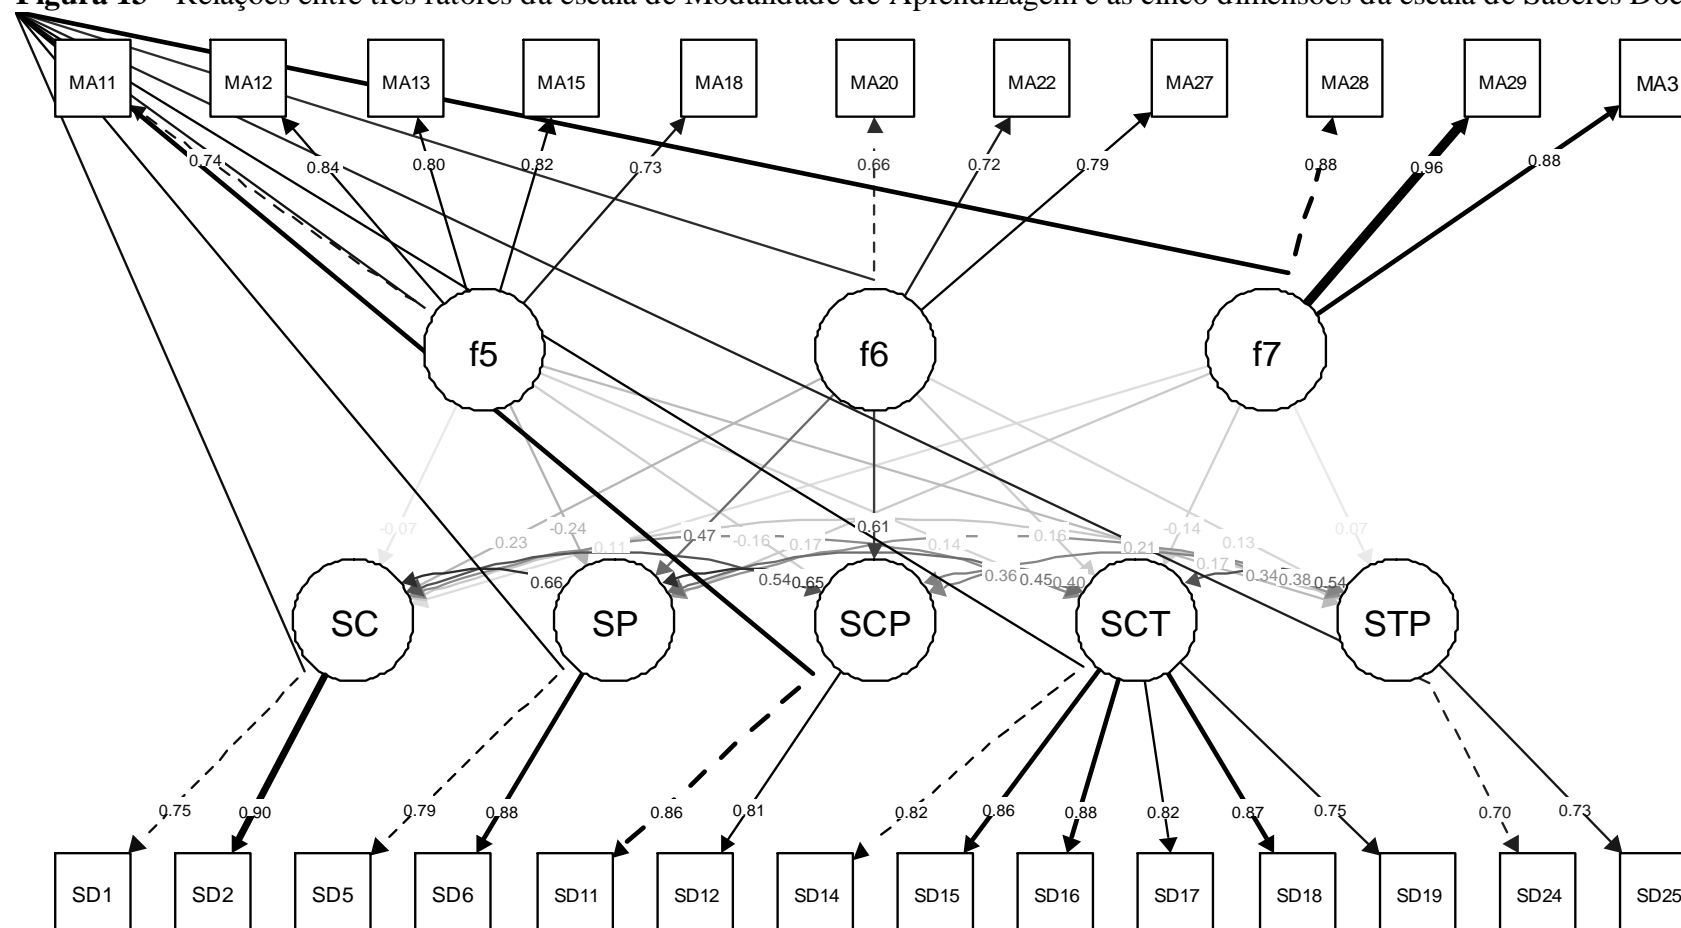 Figura 13 - Relações entre três fatores da escala de Modalidade de Aprendizagem e as cinco dimensões da escala de Saberes Doc
MA11 MA12 MA13 MA15 MA18 MA20 MA22 MA27 MA28 MA29 MA3
0.74 0.84 0.80 0.82 0.73 0.66 0.72 0.79 0.88 0.96 0.88
f5 f6 f7
-0.07 0.23 -0.24 0.11 0.47 -0.16 0.17 0.61 0.14 0.16 0.21 -0.14 0.13 0.17 0.07
0.66 0.54 0.65 0.36 0.45 0.40 0.34 0.38 0.54
SC SP SCP SCT STP
0.75 0.90 0.79 0.88 0.86 0.81 0.82 0.86 0.88 0.82 0.87 0.75 0.70 0.73
SD1 SD2 SD5 SD6 SD11 SD12 SD14 SD15 SD16 SD17 SD18 SD19 SD24 SD25